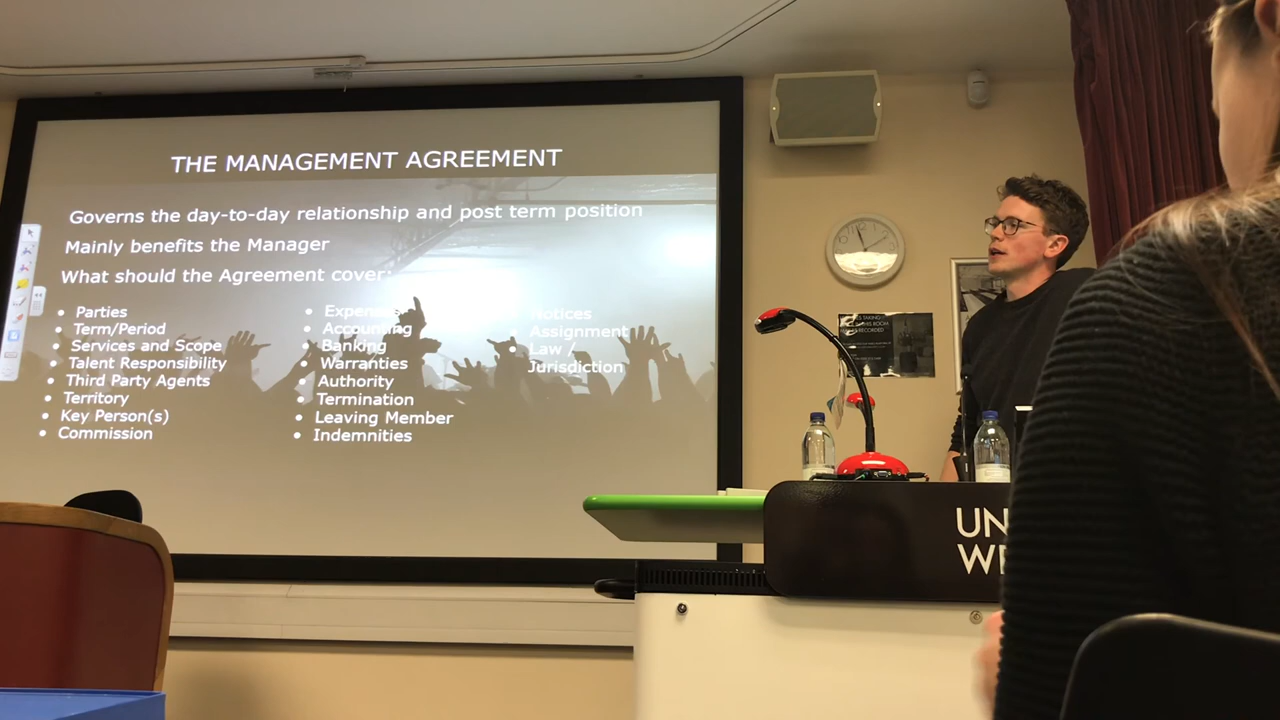 THE MANAGEMENT AGREEMENT
Governs the day-to-day relationship and post term position
Mainly benefits the Manager
What should the Agreement cover:
• Parties
• Term/Period
• Services and Scope
• Talent Responsibility
• Third Party Agents
• Territory
• Key Person(s)
• Commission
• Expenses
• Accounting
• Banking
• Warranties
• Authority
• Termination
• Leaving Member
• Indemnities
• Notices
• Assignment
• Law /
Jurisdiction
UN
WE